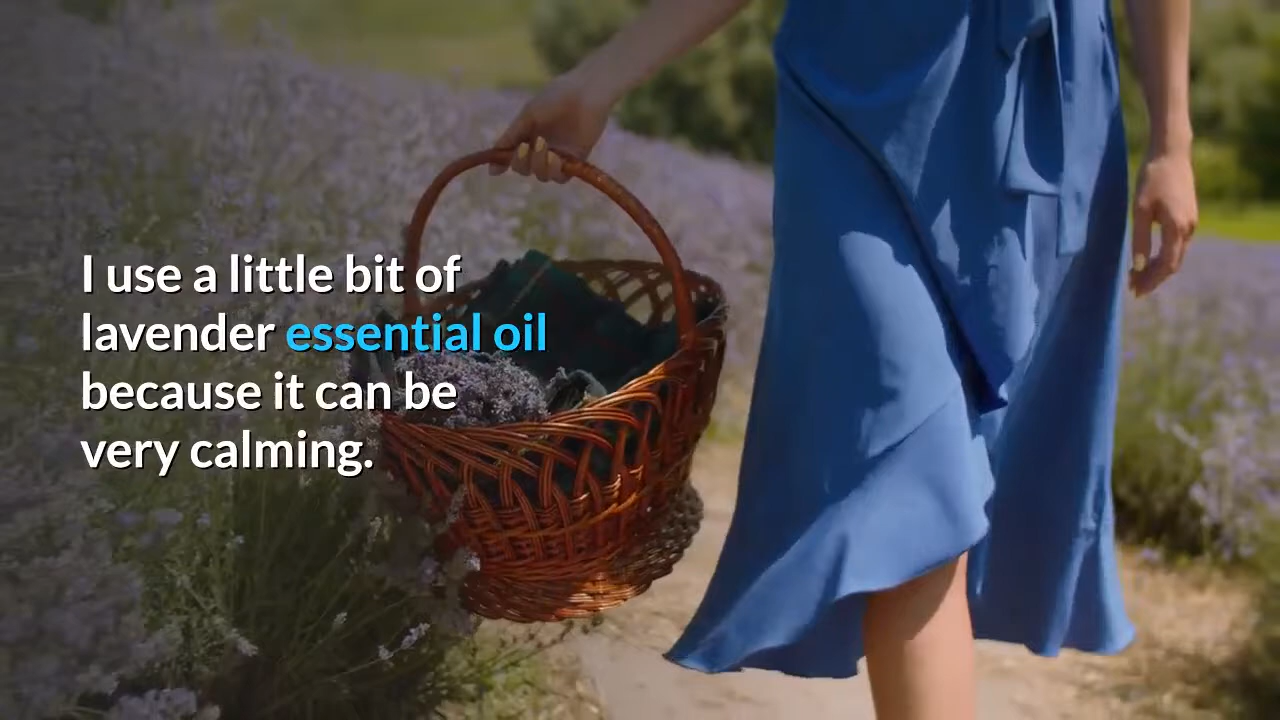 I use a little bit of
lavender essential oil
because it can be
very calming.